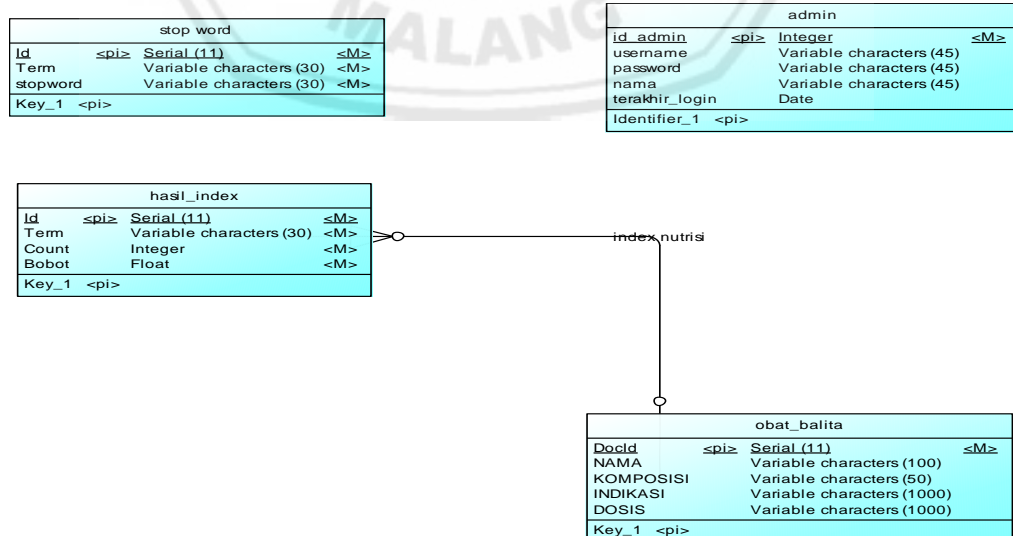 MALANG
stop word
Id <pi> Serial (11) <M>
Term Variable characters (30) <M>
stopword Variable characters (30) <M>
Key_1 <pi>
admin
id_admin <pi> Integer <M>
username Variable characters (45)
password Variable characters (45)
nama Variable characters (45)
terakhir_login Date
Identifier_1 <pi>
hasil_index
Id <pi> Serial (11) <M>
Term Variable characters (30) <M>
Count Integer <M>
Bobot Float <M>
Key_1 <pi>
index nutrisi
obat_balita
DocId <pi> Serial (11) <M>
NAMA Variable characters (100)
KOMPOSISI Variable characters (50)
INDIKASI Variable characters (1000)
DOSIS Variable characters (1000)
Key_1 <pi>